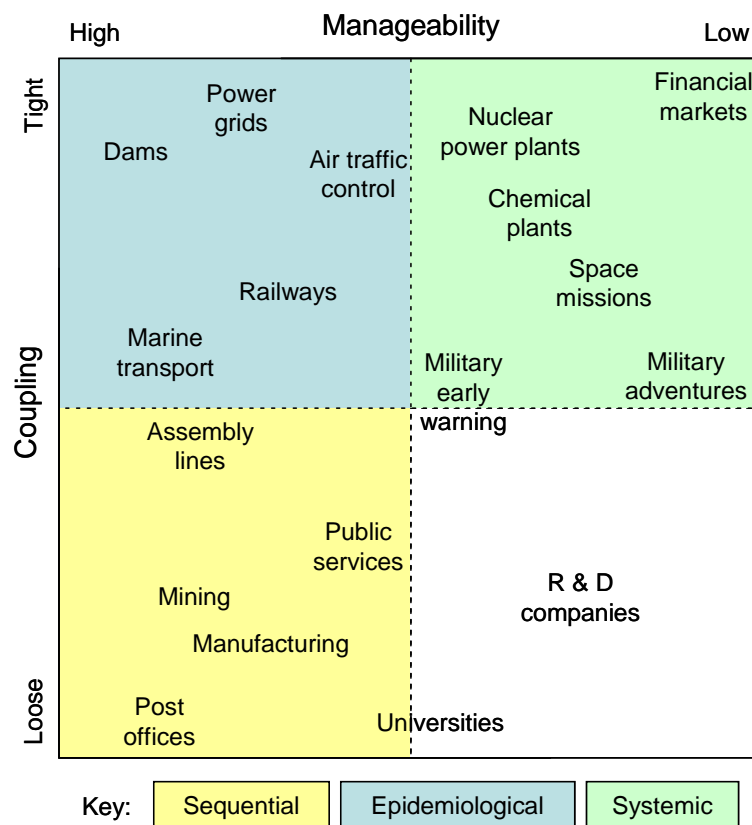 High Manageability Low
Tight
Coupling
Loose
Power
grids
Dams
Air traffic
control
Railways
Marine
transport
Financial
markets
Nuclear
power plants
Chemical
plants
Space
missions
Military
early
warning
Military
adventures
Assembly
lines
Public
services
Mining
Manufacturing
Post
offices
R & D
companies
Universities
Key: Sequential Epidemiological Systemic